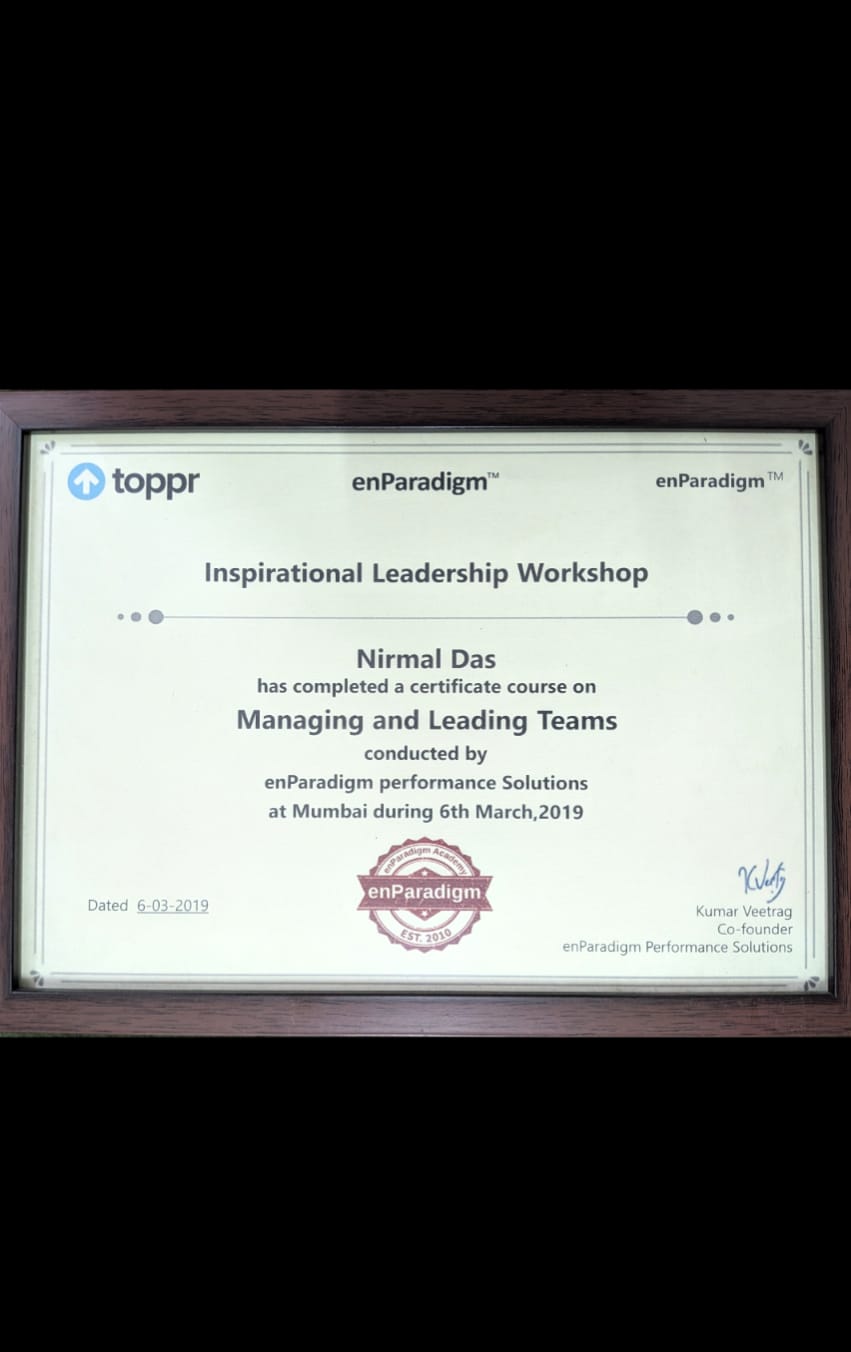 toppr
enParadigm™
enParadigm™
Inspirational Leadership Workshop
Nirmal Das
has completed a certificate course on
Managing and Leading Teams
conducted by
enParadigm performance Solutions
at Mumbai during 6th March,2019
enParadigm Academy
enParadigm
EST. 2010
Dated 6-03-2019
Kumar Veetrag
Co-founder
enParadigm Performance Solutions